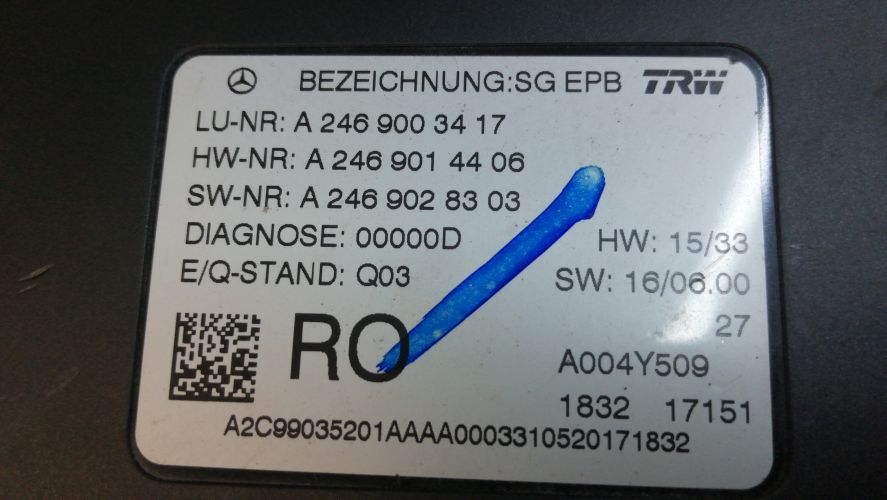 BEZEICHNUNG:SG EPB TRW
LU-NR: A 246 900 34 17
HW-NR: A 246 901 44 06
SW-NR: A 246 902 83 03
DIAGNOSE: 00000D HW: 15/33
E/Q-STAND: Q03 SW: 16/06.00
27
RO A004Y509
1832 17151
A2C99035201AAAA0003310520171832